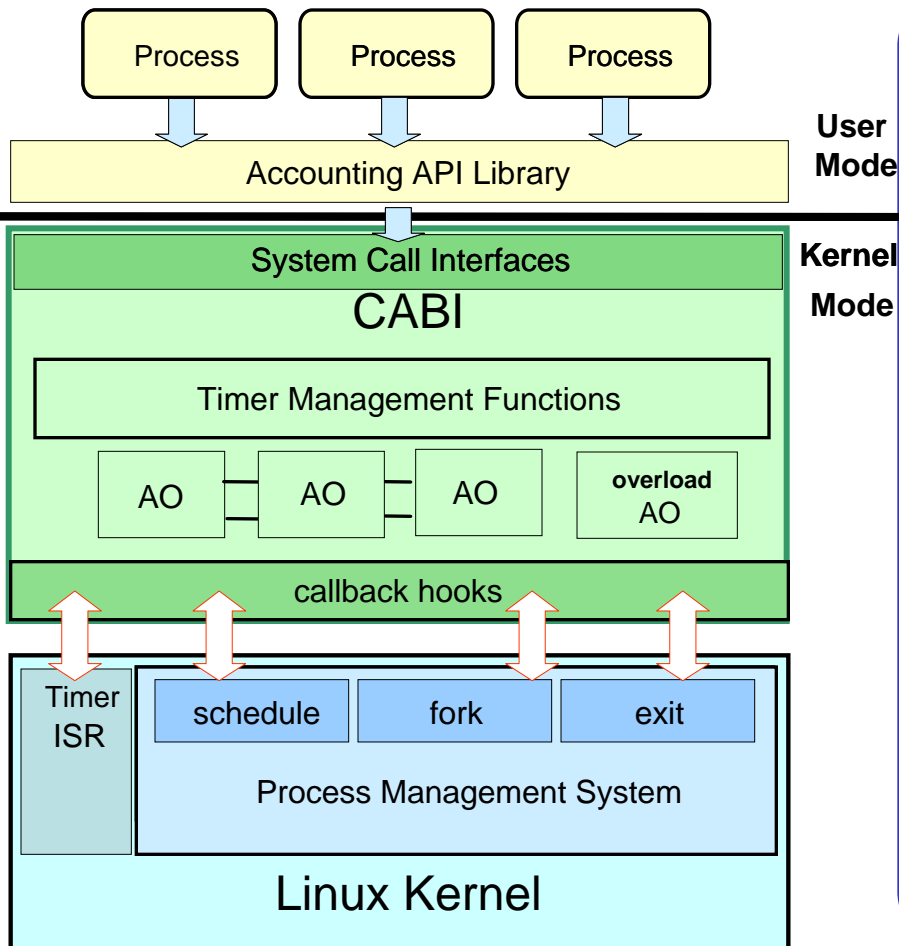 Process
Process
Process
User
Mode
Accounting API Library
System Call Interfaces
Kernel
Mode
CABI
Timer Management Functions
AO
AO
AO
overload
AO
callback hooks
Timer
ISR
schedule
fork
exit
Process Management System
Linux Kernel